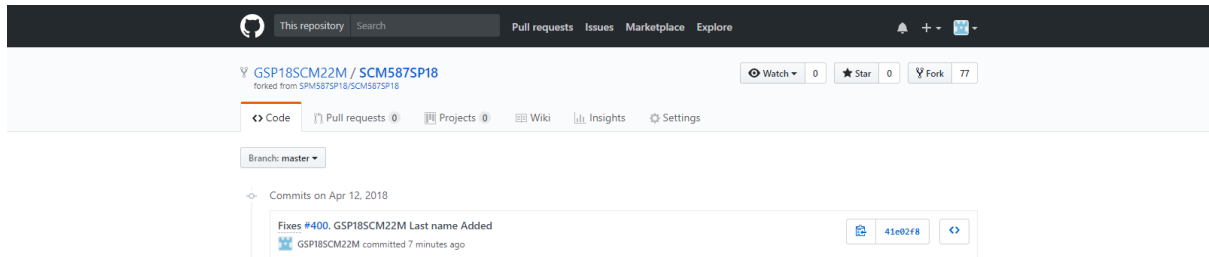 This repository Search Pull requests Issues Marketplace Explore
GSP18SCM22M / SCM587SP18 Watch 0 Star 0 Fork 77
forked from SPM587SP18/SCM587SP18
Code Pull requests 0 Projects 0 Wiki Insights Settings
Branch: master
Commits on Apr 12, 2018
Fixes #400. GSP18SCM22M Last name Added
41e02f8
GSP18SCM22M committed 7 minutes ago